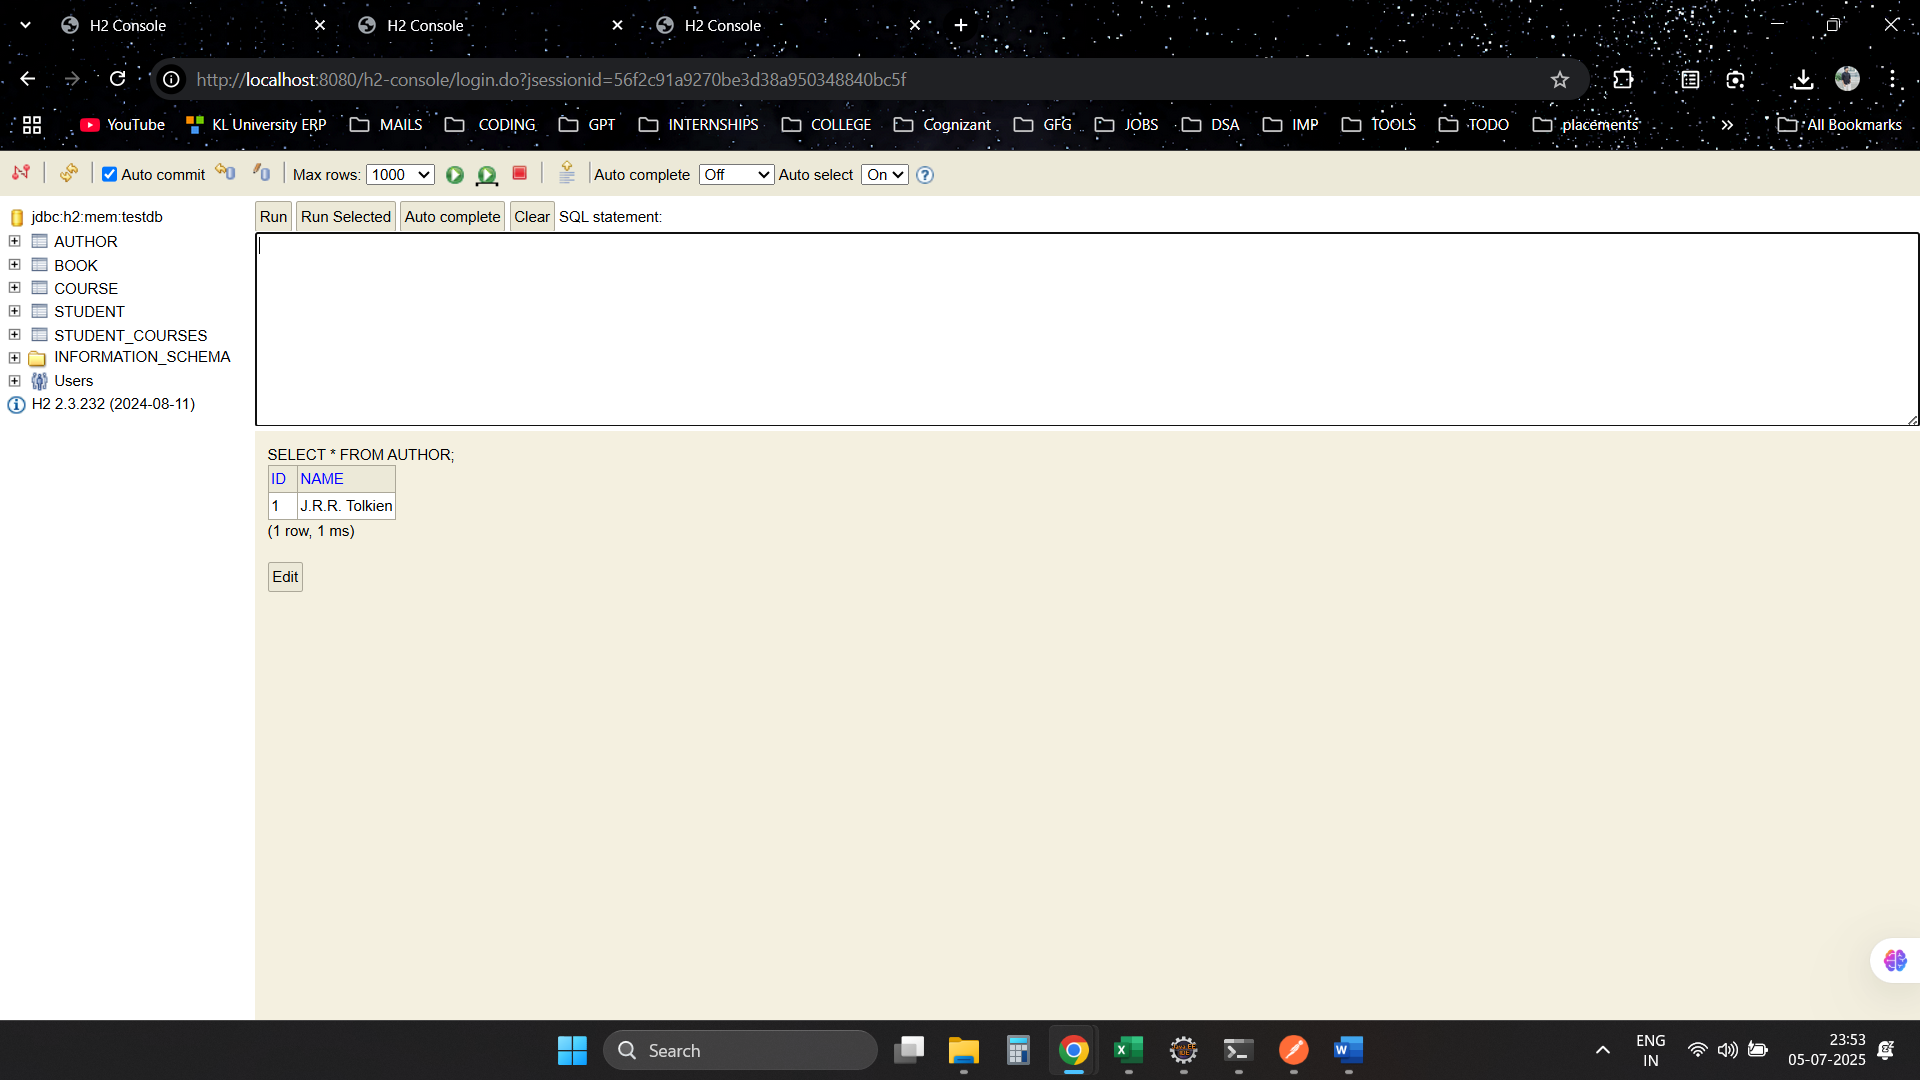 H2 Console
H2 Console
H2 Console
http://localhost:8080/h2-console/login.do?jsessionid=56f2c91a9270be3d38a950348840bc5f
YouTube KL University ERP MAILS CODING GPT INTERNSHIPS COLLEGE Cognizant GFG JOBS DSA IMP TOOLS TODO placements » All Bookmarks
Auto commit Max rows: 1000 Auto complete Off Auto select On ?
jdbc:h2:mem:testdb
AUTHOR
BOOK
COURSE
STUDENT
STUDENT_COURSES
INFORMATION_SCHEMA
Users
H2 2.3.232 (2024-08-11)
Run Run Selected Auto complete Clear SQL statement:
SELECT * FROM AUTHOR;
ID NAME
1 J.R.R. Tolkien
(1 row, 1 ms)
Edit
Search
ENG
IN
23:53
05-07-2025